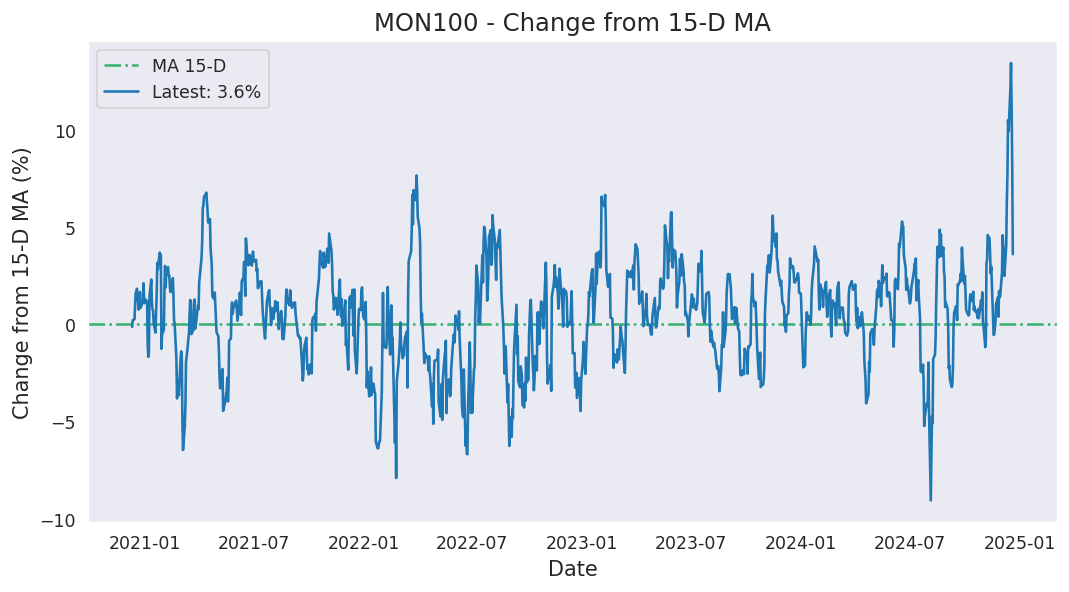 MON100 - Change from 15-D MA
MA 15-D
Latest: 3.6%
Change from 15-D MA (%)
10
5
0
−5
−10
2021-01
2021-07
2022-01
2022-07
2023-01
2023-07
2024-01
2024-07
2025-01
Date